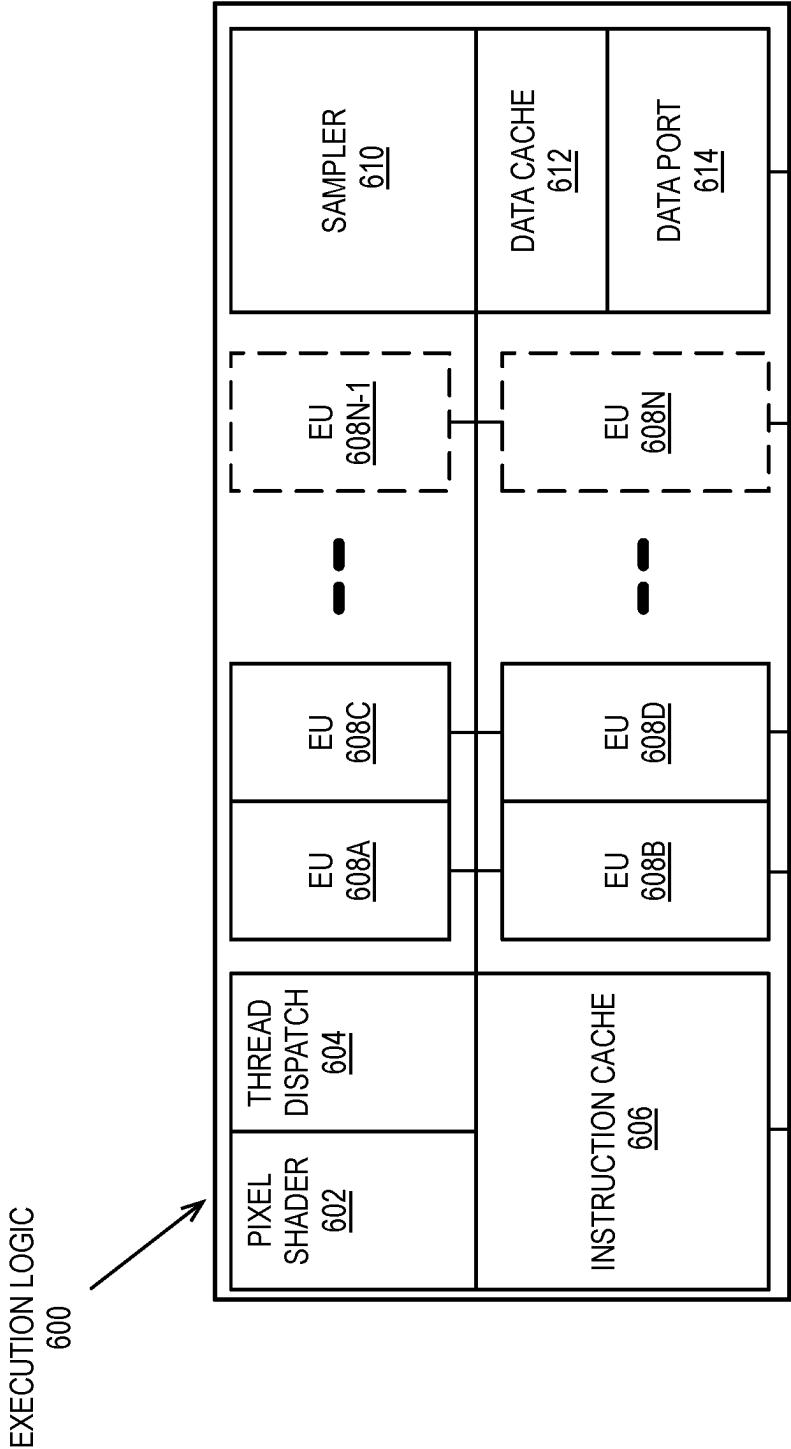 EXECUTION LOGIC
600
PIXEL
SHADER
602
THREAD
DISPATCH
604
INSTRUCTION CACHE
606
EU
608A
EU
608C
EU
608B
EU
608D
EU
608N-1
EU
608N
SAMPLER
610
DATA CACHE
612
DATA PORT
614